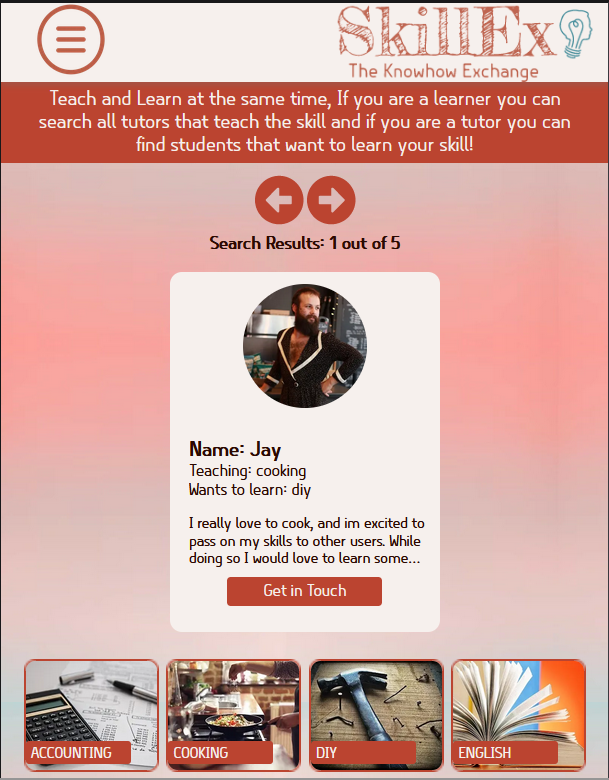 SkillEx
The Knowhow Exchange
Teach and Learn at the same time, If you are a learner you can
search all tutors that teach the skill and if you are a tutor you can
find students that want to learn your skill!
Search Results: 1 out of 5
Name: Jay
Teaching: cooking
Wants to learn: diy
I really love to cook, and im excited to
pass on my skills to other users. While
doing so I would love to learn some...
Get in Touch
ACCOUNTING
COOKING
DIY
ENGLISH